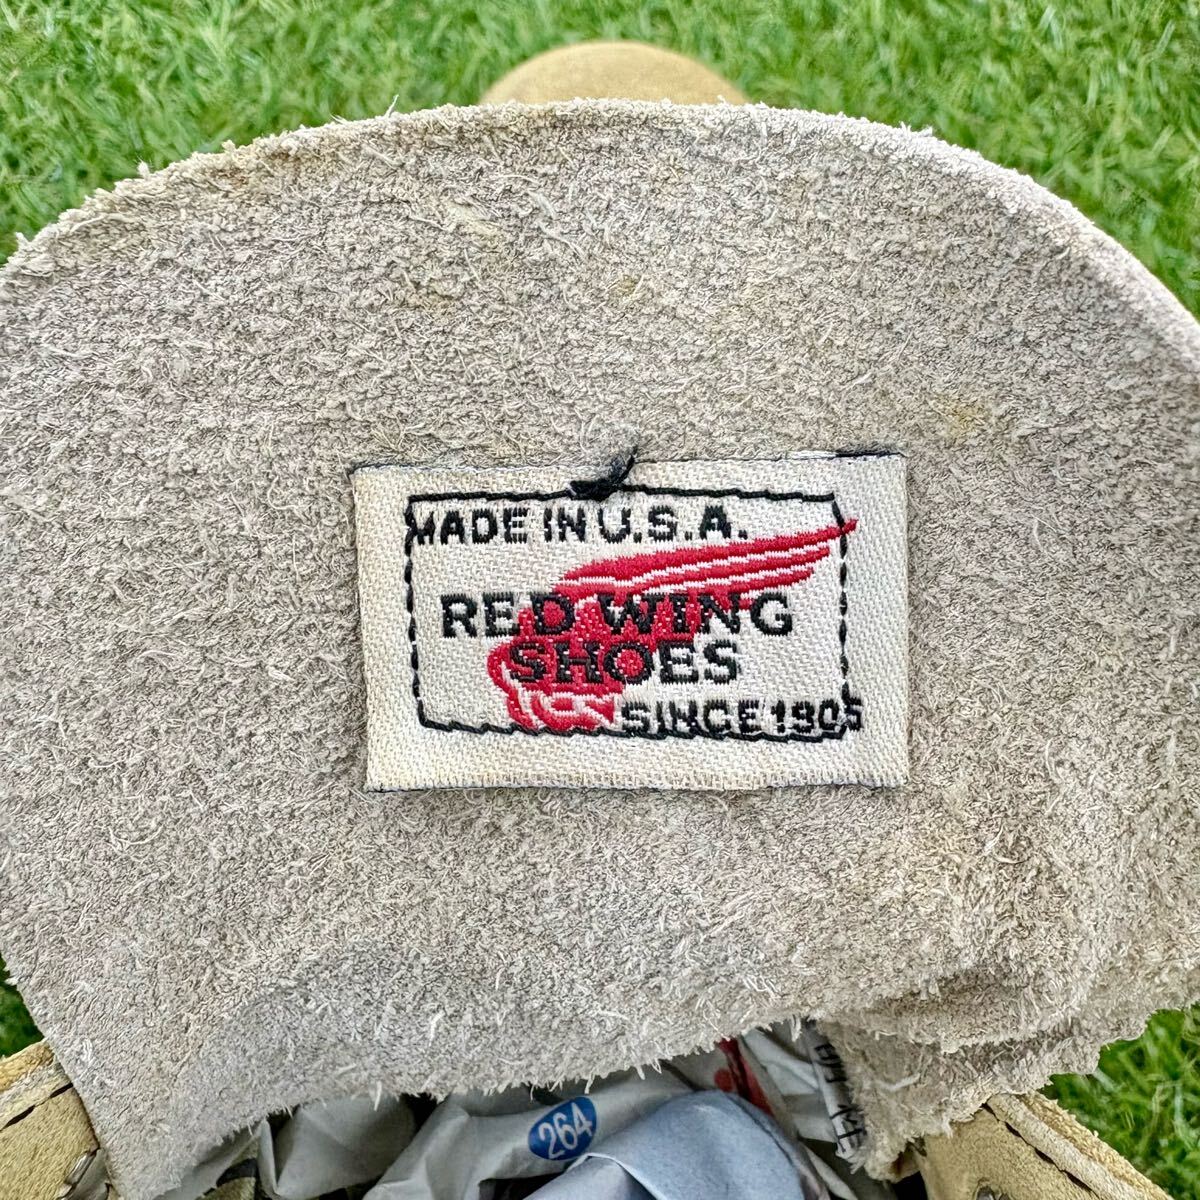 MADE IN U.S.A.
RED WING
SHOES
SINCE 1905
264